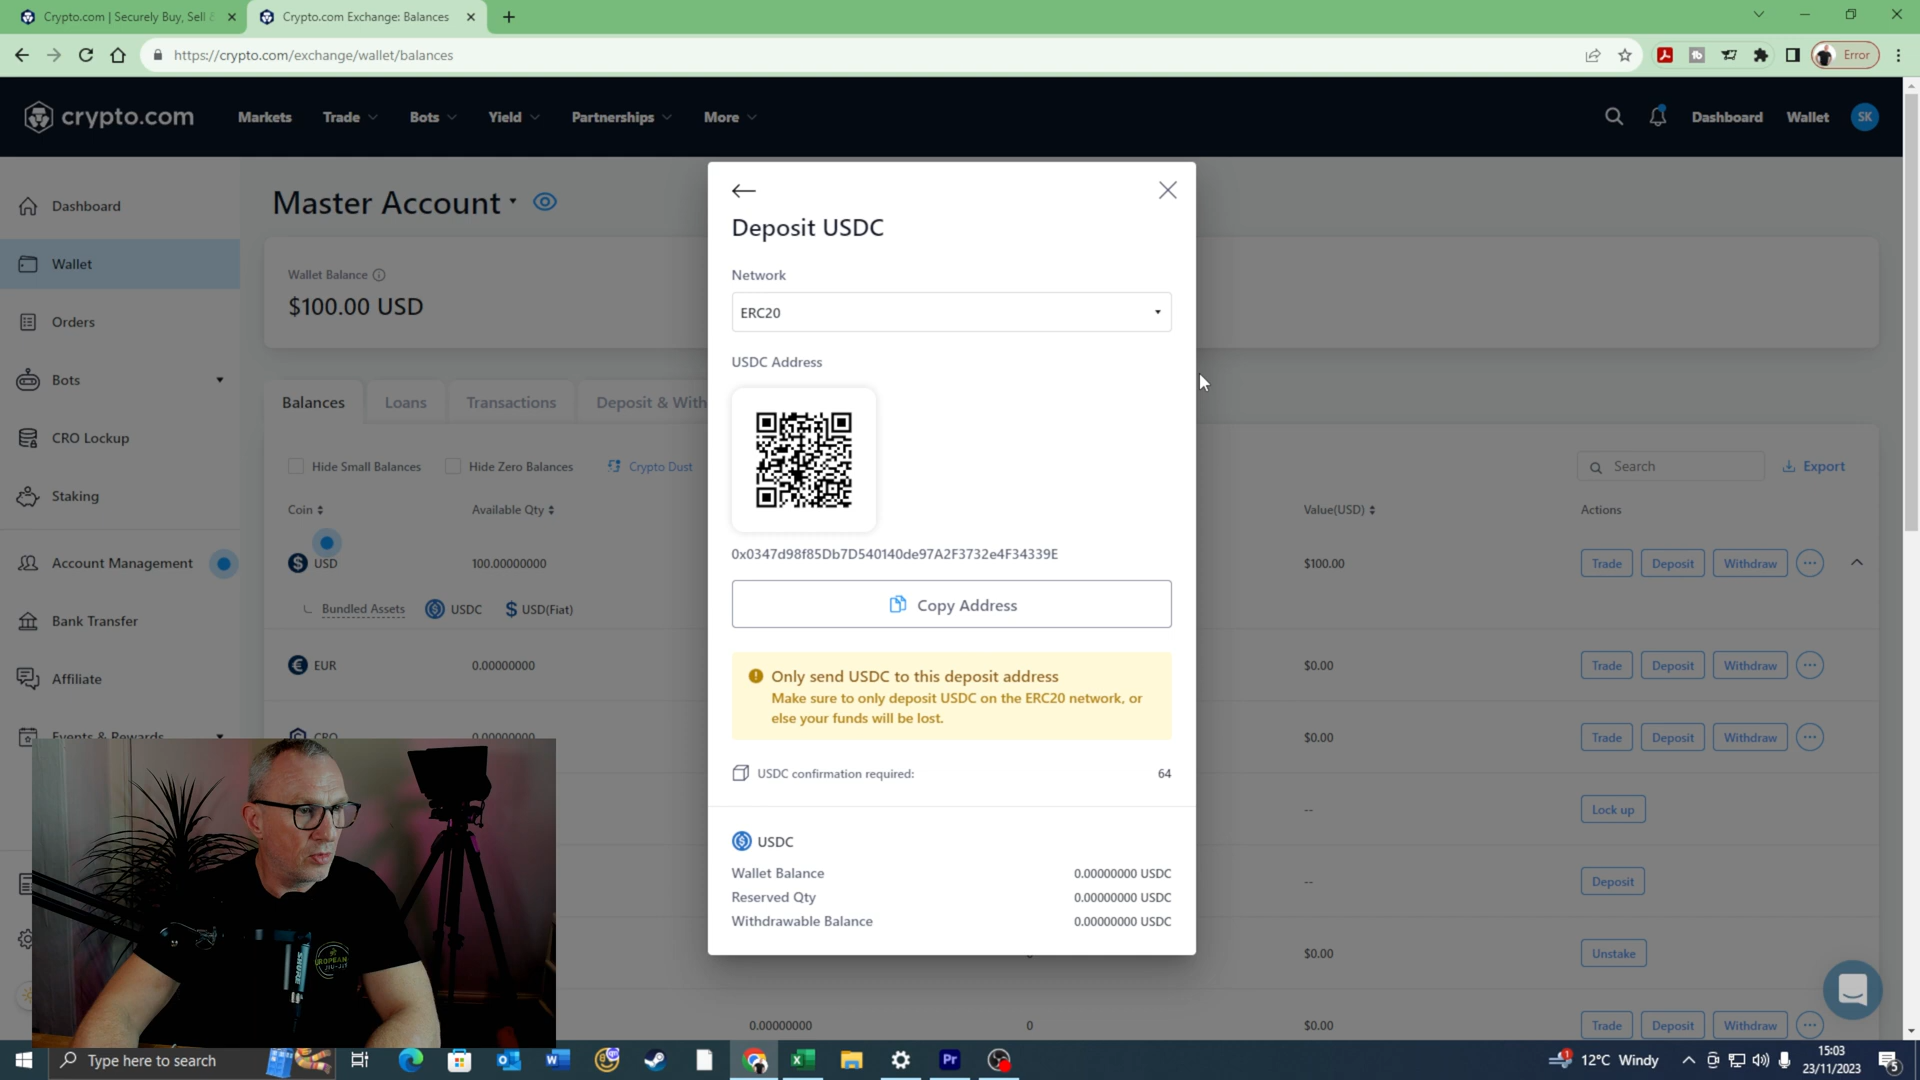 Crypto.com | Securely Buy, Sell &
Crypto.com Exchange: Balances
https://crypto.com/exchange/wallet/balances
Error
crypto.com
Markets
Trade
Bots
Yield
Partnerships
More
Dashboard
Wallet
SK
Dashboard
Wallet
Orders
Bots
CRO Lockup
Staking
Account Management
Bank Transfer
Affiliate
Events & Rewards
Master Account
Wallet Balance
$100.00 USD
Balances
Loans
Transactions
Deposit & With
Hide Small Balances
Hide Zero Balances
Crypto Dust
Search
Export
Coin
Available Qty
Value(USD)
Actions
USD
100.00000000
$100.00
Trade
Deposit
Withdraw
Bundled Assets
USDC
USD(Fiat)
EUR
0.00000000
$0.00
Trade
Deposit
Withdraw
CRO
0.00000000
$0.00
Trade
Deposit
Withdraw
--
Lock up
--
Deposit
$0.00
Unstake
0.00000000
0
$0.00
Trade
Deposit
Withdraw
Deposit USDC
Network
ERC20
USDC Address
0x0347d98f85Db7D540140de97A2F3732e4F34339E
Copy Address
Only send USDC to this deposit address
Make sure to only deposit USDC on the ERC20 network, or
else your funds will be lost.
USDC confirmation required:
64
USDC
Wallet Balance
0.00000000 USDC
Reserved Qty
0.00000000 USDC
Withdrawable Balance
0.00000000 USDC
SHURE
Type here to search
12°C Windy
15:03
23/11/2023
5